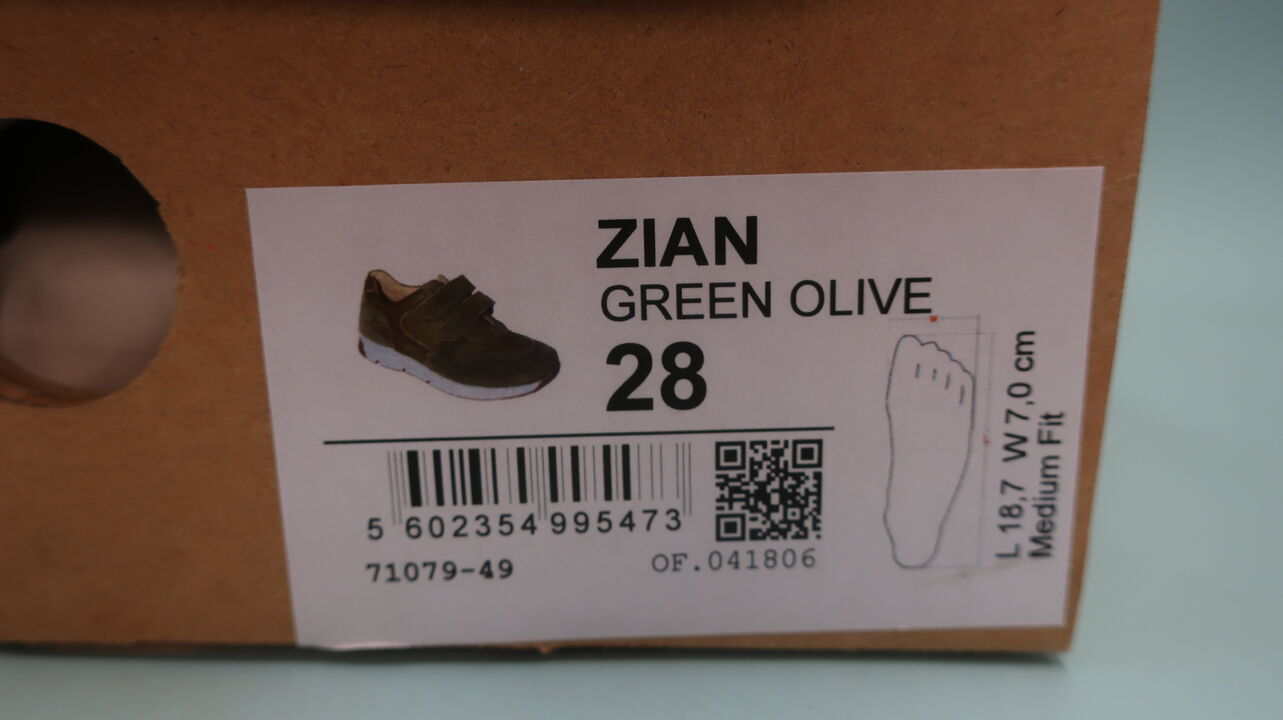 ZIAN
GREEN OLIVE
28
5 602354 995473
71079-49
OF.041806
L 18,7 W 7,0 cm
Medium Fit